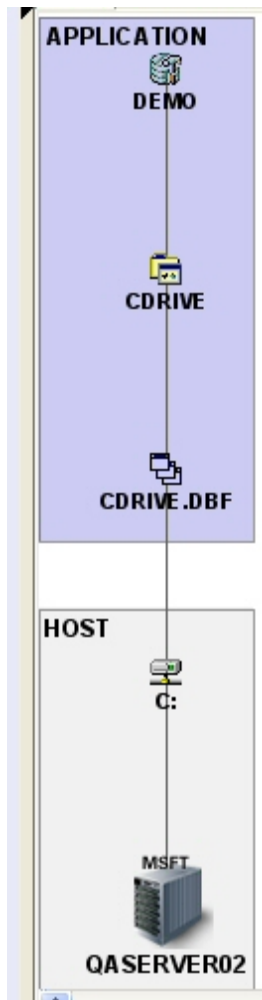 APPLICATION
DEMO
CDRIVE
CDRIVE.DBF
HOST
C:
MSFT
QASERVER02